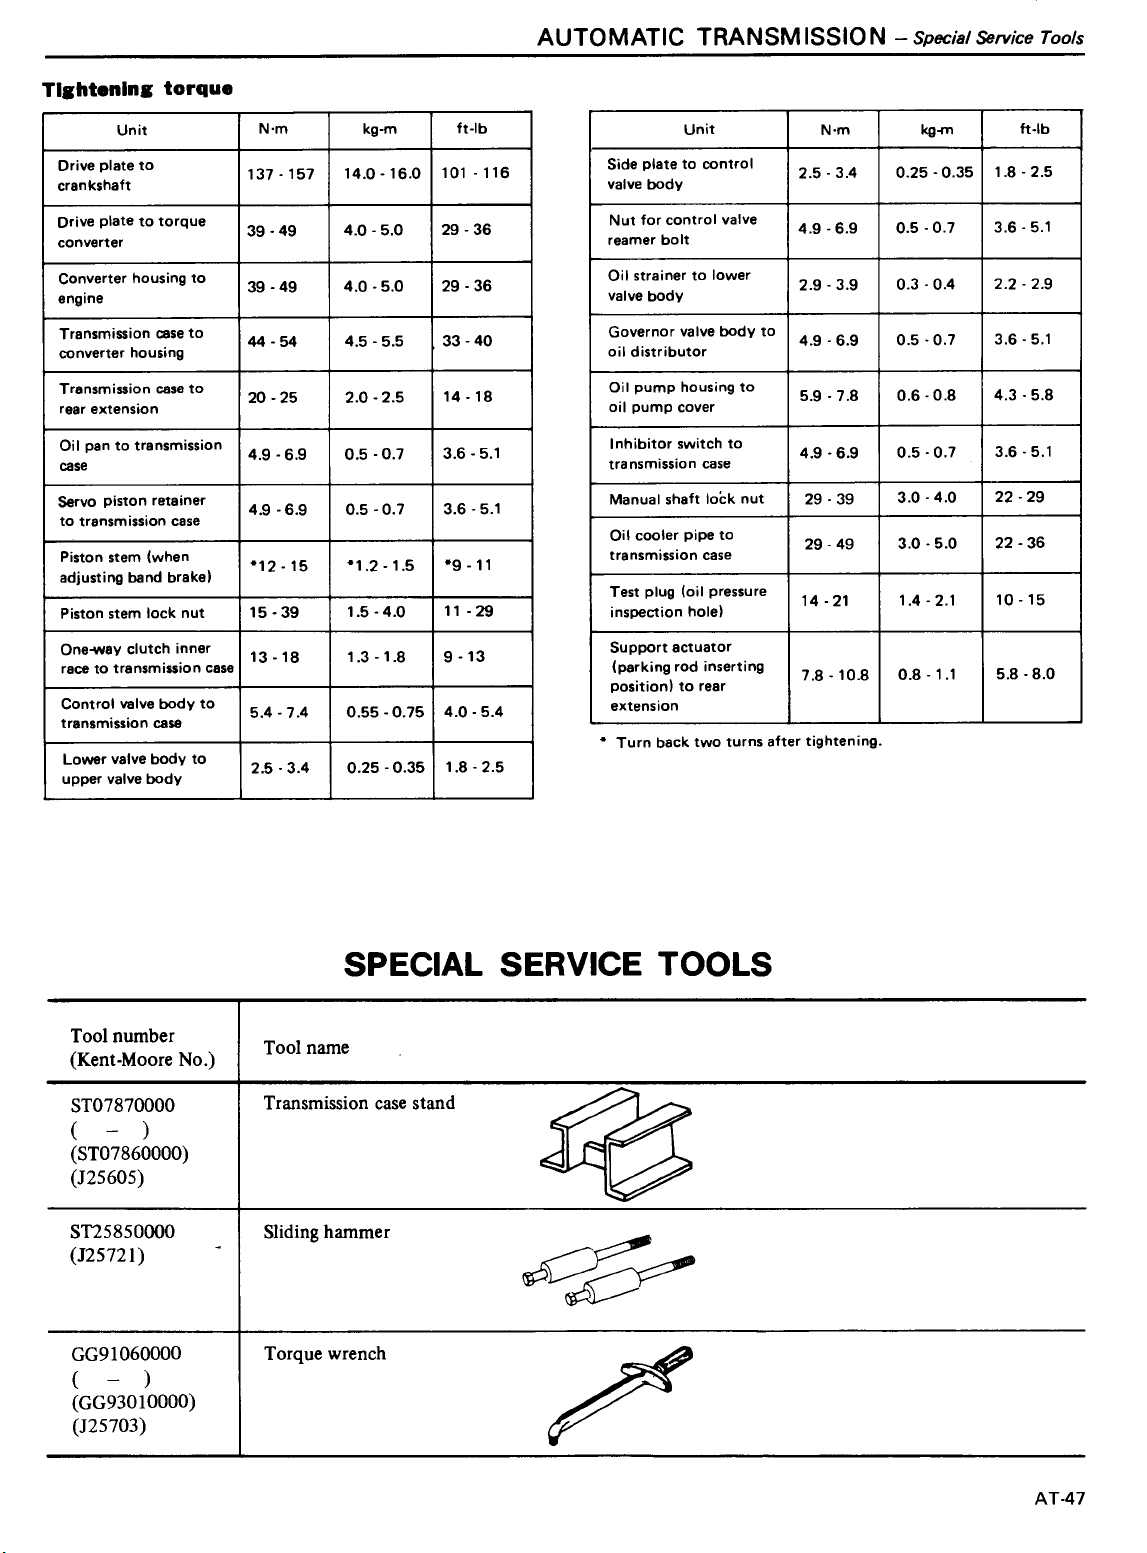 AUTOMATIC TRANSMISSION – Special Service Tools
Tightening torque
Unit N·m kg-m ft-lb
Drive plate to
crankshaft 137 - 157 14.0 - 16.0 101 - 116
Drive plate to torque
converter 39 - 49 4.0 - 5.0 29 - 36
Converter housing to
engine 39 - 49 4.0 - 5.0 29 - 36
Transmission case to
converter housing 44 - 54 4.5 - 5.5 33 - 40
Transmission case to
rear extension 20 - 25 2.0 - 2.5 14 - 18
Oil pan to transmission
case 4.9 - 6.9 0.5 - 0.7 3.6 - 5.1
Servo piston retainer
to transmission case 4.9 - 6.9 0.5 - 0.7 3.6 - 5.1
Piston stem (when
adjusting band brake) *12 - 15 *1.2 - 1.5 *9 - 11
Piston stem lock nut 15 - 39 1.5 - 4.0 11 - 29
One-way clutch inner
race to transmission case 13 - 18 1.3 - 1.8 9 - 13
Control valve body to
transmission case 5.4 - 7.4 0.55 - 0.75 4.0 - 5.4
Lower valve body to
upper valve body 2.5 - 3.4 0.25 - 0.35 1.8 - 2.5
Unit N·m kg-m ft-lb
Side plate to control
valve body 2.5 - 3.4 0.25 - 0.35 1.8 - 2.5
Nut for control valve
reamer bolt 4.9 - 6.9 0.5 - 0.7 3.6 - 5.1
Oil strainer to lower
valve body 2.9 - 3.9 0.3 - 0.4 2.2 - 2.9
Governor valve body to
oil distributor 4.9 - 6.9 0.5 - 0.7 3.6 - 5.1
Oil pump housing to
oil pump cover 5.9 - 7.8 0.6 - 0.8 4.3 - 5.8
Inhibitor switch to
transmission case 4.9 - 6.9 0.5 - 0.7 3.6 - 5.1
Manual shaft lock nut 29 - 39 3.0 - 4.0 22 - 29
Oil cooler pipe to
transmission case 29 - 49 3.0 - 5.0 22 - 36
Test plug (oil pressure
inspection hole) 14 - 21 1.4 - 2.1 10 - 15
Support actuator
(parking rod inserting
position) to rear
extension 7.8 - 10.8 0.8 - 1.1 5.8 - 8.0
* Turn back two turns after tightening.
SPECIAL SERVICE TOOLS
Tool number
(Kent-Moore No.) Tool name
ST07870000 Transmission case stand
( – )
(ST07860000)
(J25605)
ST25850000 Sliding hammer
(J25721)
GG91060000 Torque wrench
( – )
(GG93010000)
(J25703)
AT-47